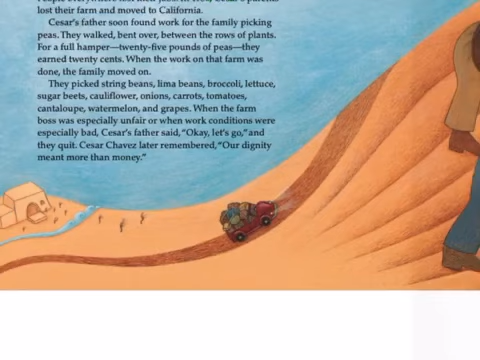 lost their farm and moved to California.
Cesar's father soon found work for the family picking
peas. They walked, bent over, between the rows of plants.
For a full hamper—twenty-five pounds of peas—they
earned twenty cents. When the work on that farm was
done, the family moved on.
They picked string beans, lima beans, broccoli, lettuce,
sugar beets, cauliflower, onions, carrots, tomatoes,
cantaloupe, watermelon, and grapes. When the farm
boss was especially unfair or when work conditions were
especially bad, Cesar's father said, "Okay, let's go," and
they quit. Cesar Chavez later remembered, "Our dignity
meant more than money."